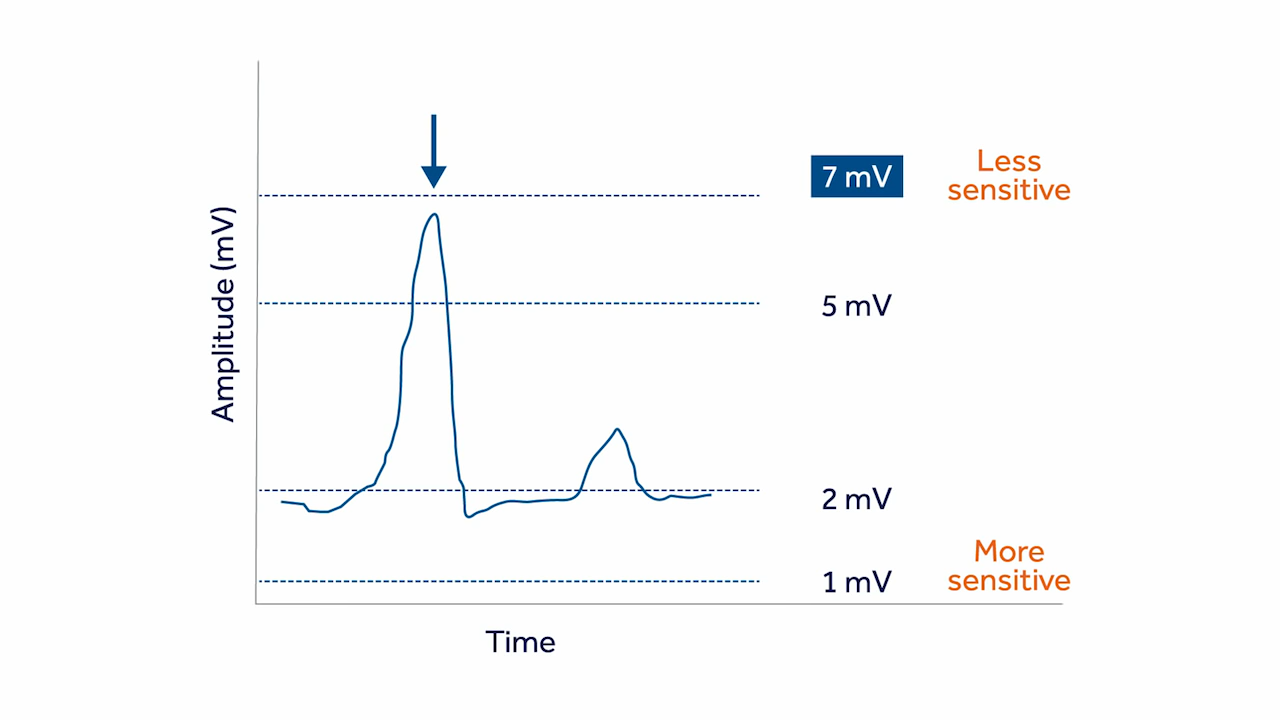 Less
sensitive
7 mV
Amplitude (mV)
5 mV
2 mV
More
sensitive
1 mV
Time